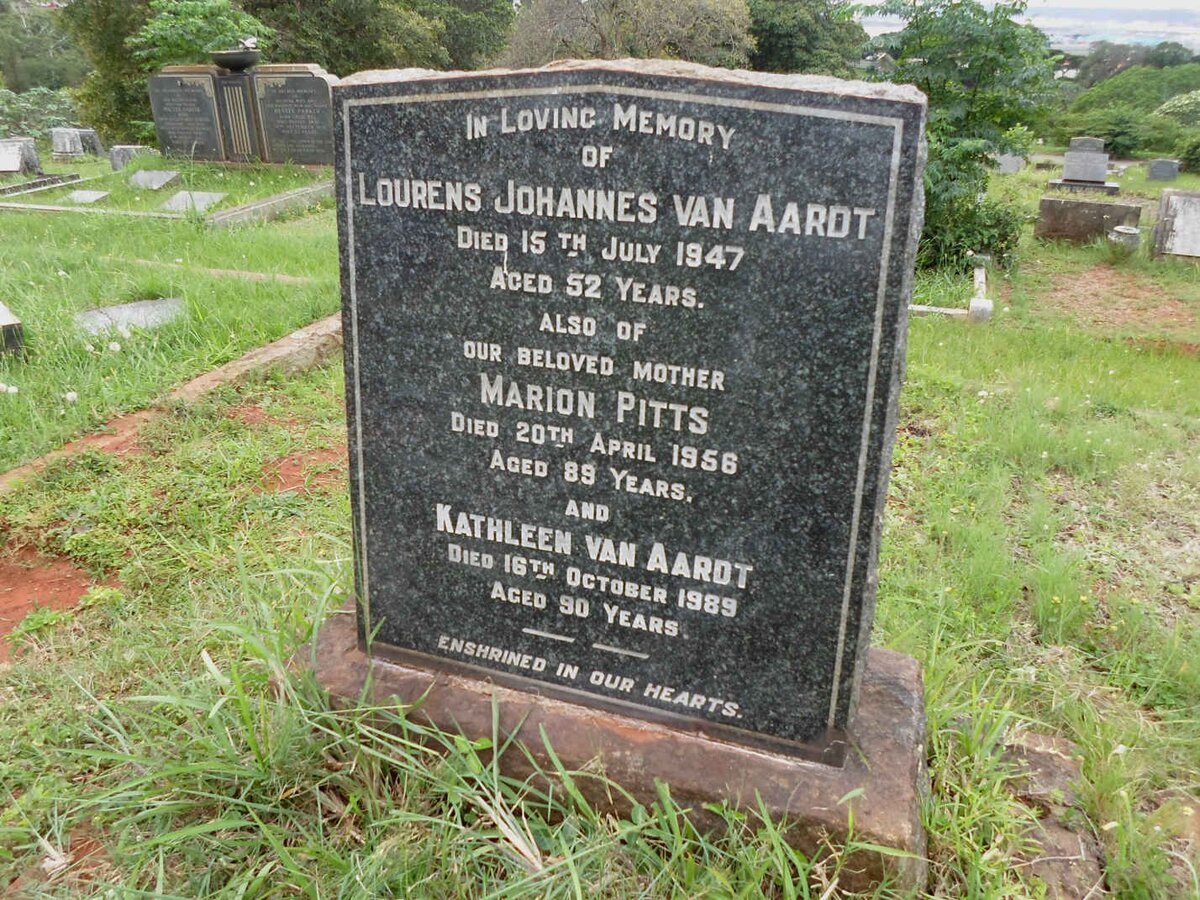 In Loving Memory
of
Lourens Johannes van Aardt
Died 15th July 1947
Aged 52 Years.
also of
our beloved mother
Marion Pitts
Died 20th April 1956
Aged 89 Years.
and
Kathleen van Aardt
Died 16th October 1989
Aged 90 Years.
Enshrined in our hearts.